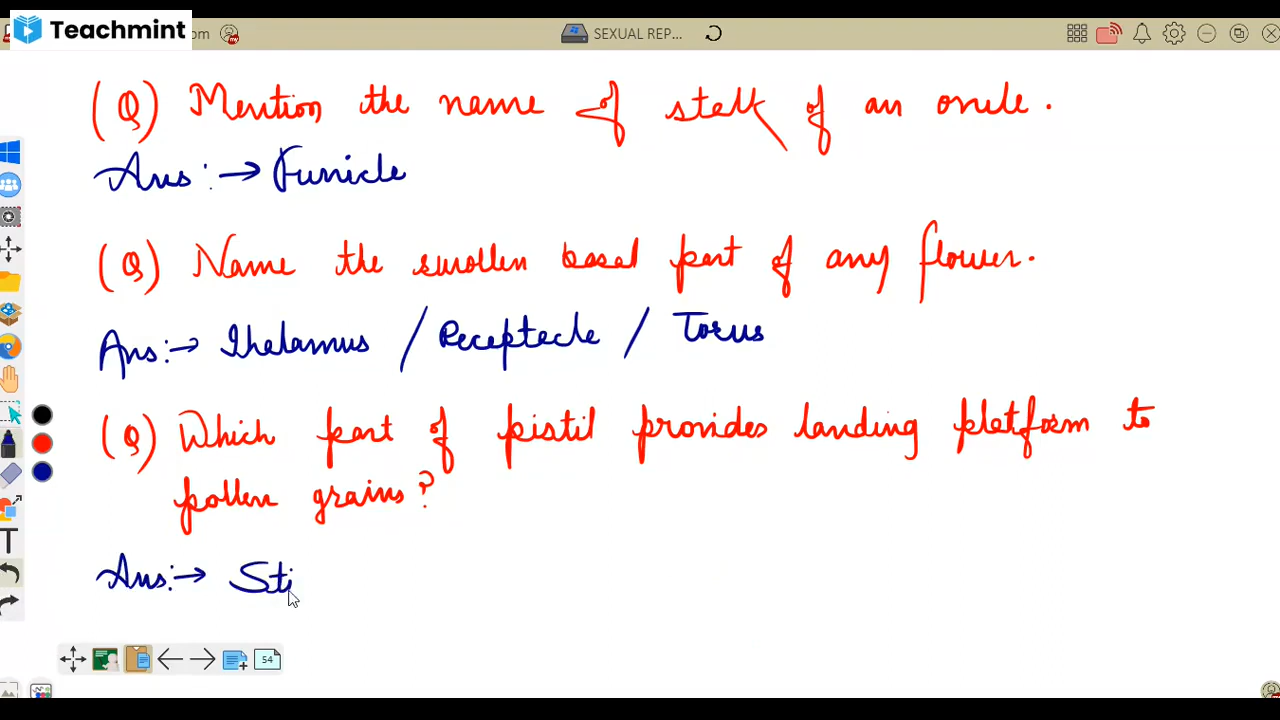 Teachmint
om
SEXUAL REP...
(Q) Mention the name of stalk of an ovule.
Ans:→ Funicle
(Q) Name the swollen basal part of any flower.
Ans:→ Thalamus / Receptacle / Torus
(Q) Which part of pistil provides landing platform to
pollen grains?
Ans:→ Sti
54